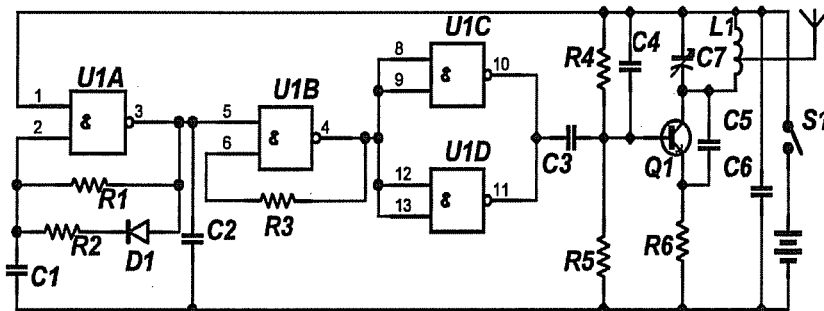 L1
U1C
C4
R4
C7
8
10
U1A
9
U1B
1
3
5
2
&
&
4
&
C5
S1
6
U1D
C3
Q1
C6
12
R1
11
&
13
R3
C2
R2
D1
R5
R6
C1